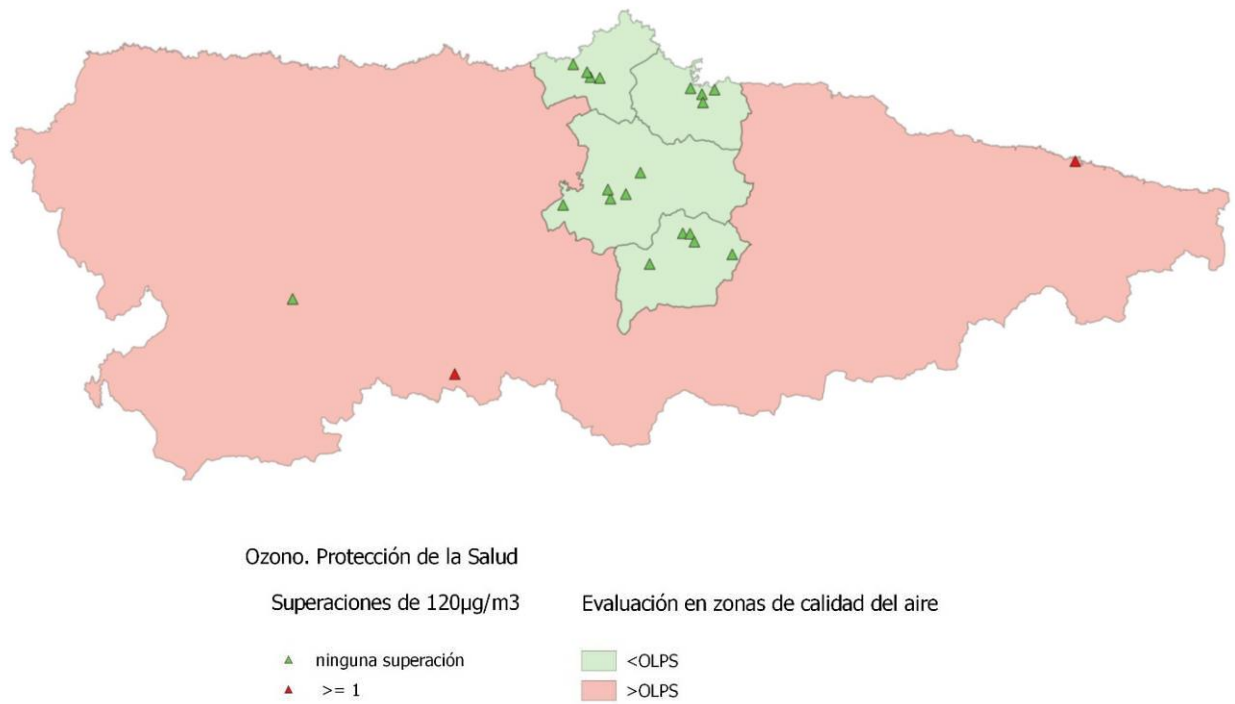 Ozono. Protección de la Salud
Superaciones de 120µg/m3
Evaluación en zonas de calidad del aire
ninguna superación
<OLPS
>= 1
>OLPS